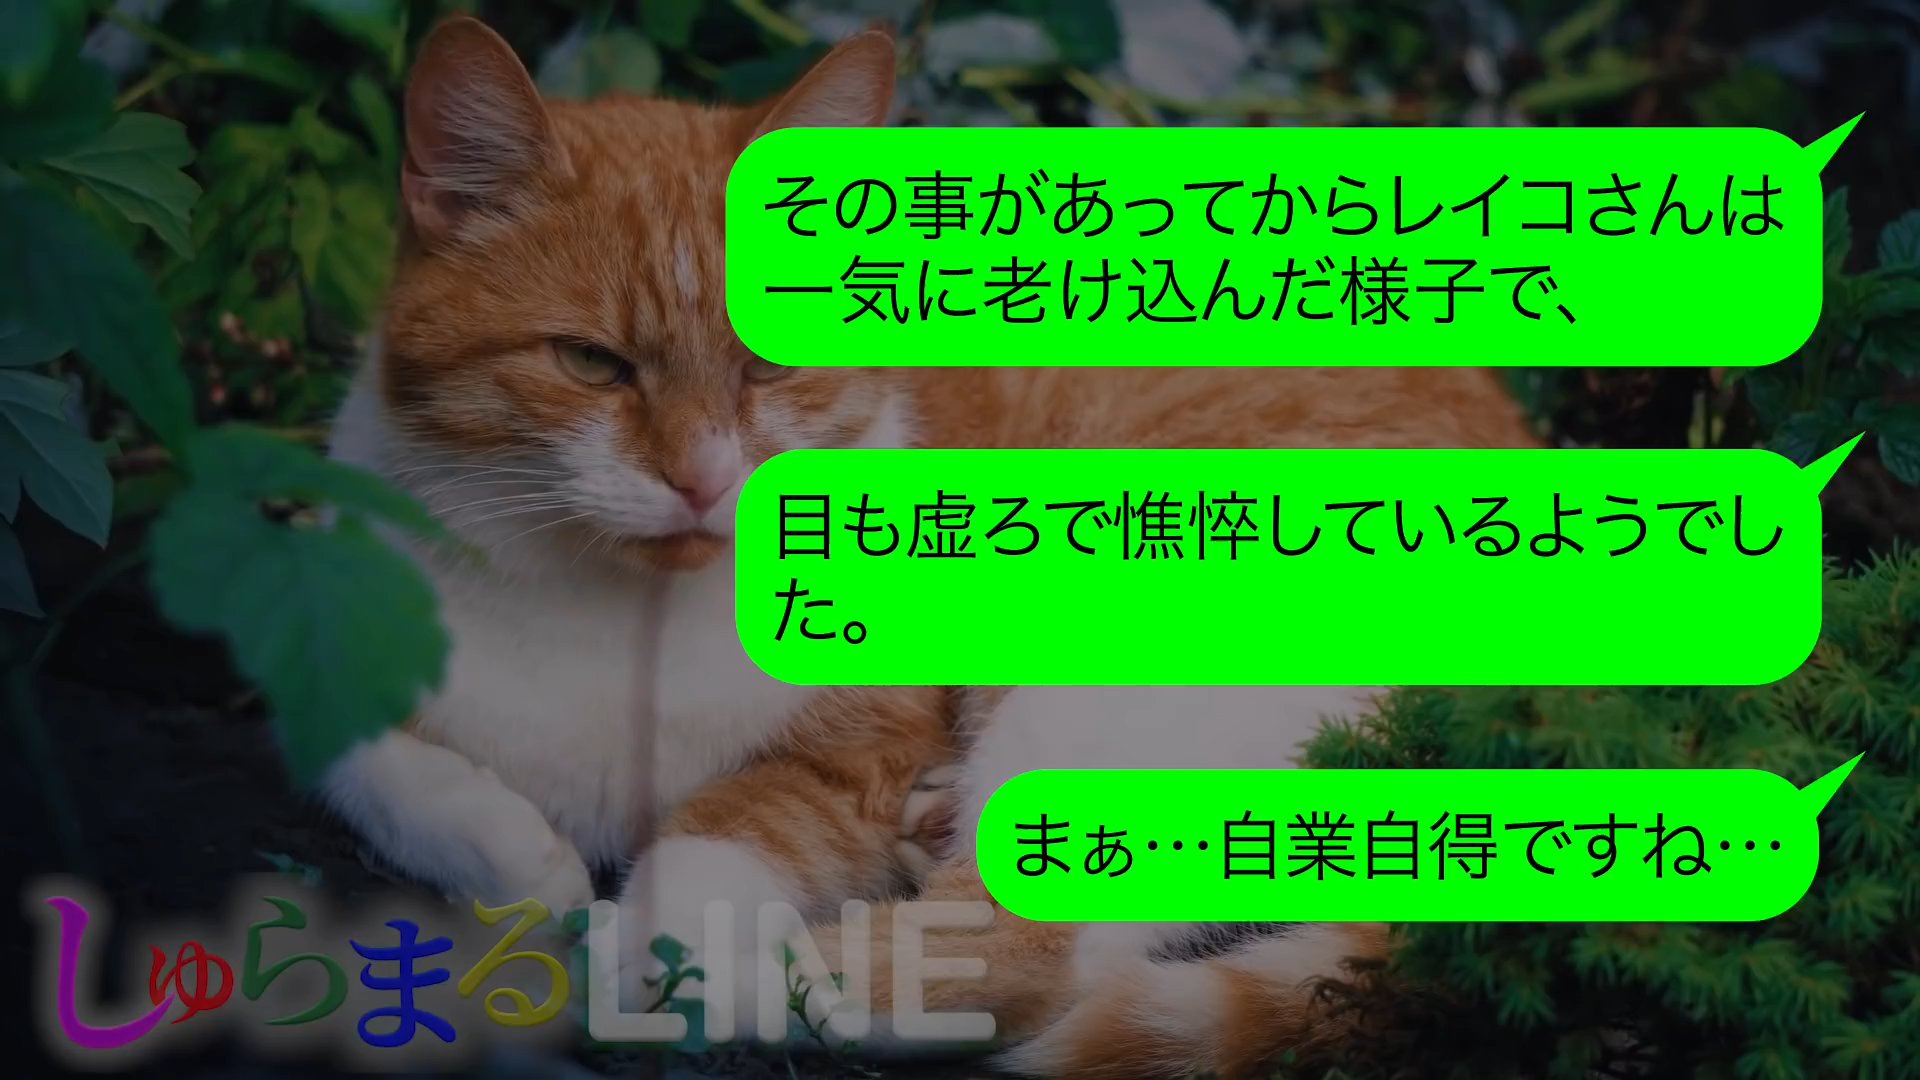 その事があってからレイコさんは
一気に老け込んだ様子で、
目も虚ろで憔悴しているようでし
た。
まぁ…自業自得ですね…
しゅらまるLINE